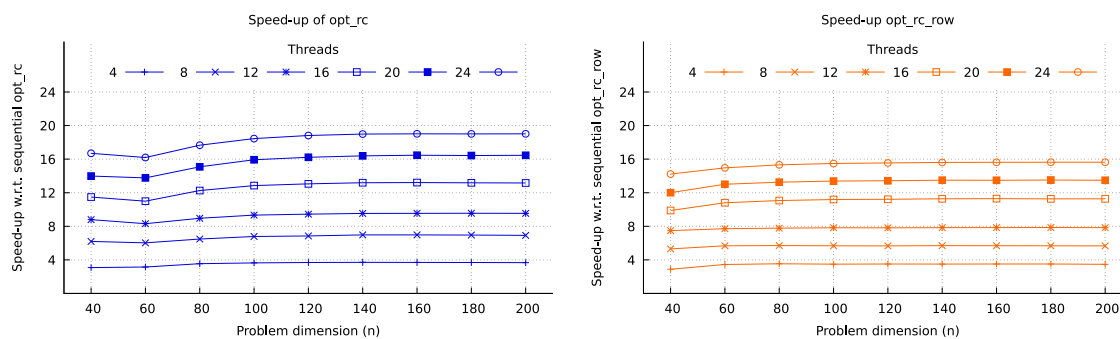 Speed-up of opt_rc
Threads
4 8 12 16 20 24
Speed-up w.r.t. sequential opt_rc
24
20
16
12
8
4
40 60 80 100 120 140 160 180 200
Problem dimension (n)
Speed-up opt_rc_row
Threads
4 8 12 16 20 24
Speed-up w.r.t. sequential opt_rc_row
24
20
16
12
8
4
40 60 80 100 120 140 160 180 200
Problem dimension (n)